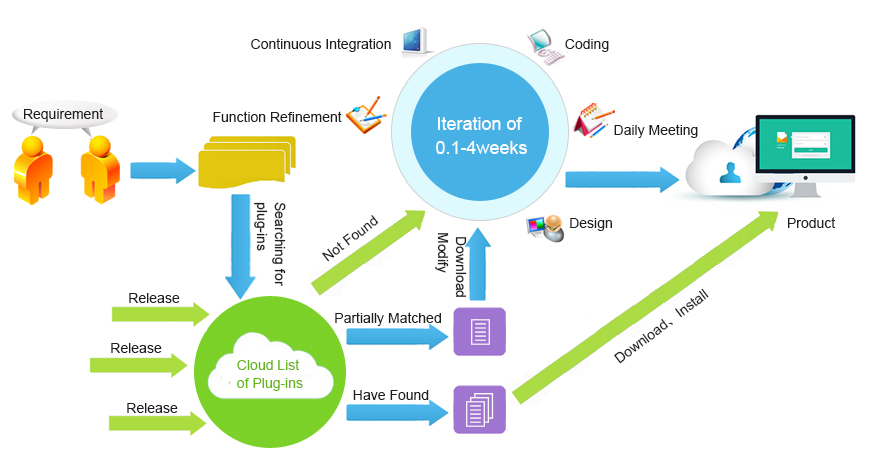 Continuous Integration
Coding
Requirement
Function Refinement
Iteration of
0.1-4weeks
Daily Meeting
Searching for
plug-ins
Not Found
Download
Modify
Design
Product
Release
Partially Matched
Download、Install
Release
Cloud List
of Plug-ins
Have Found
Release